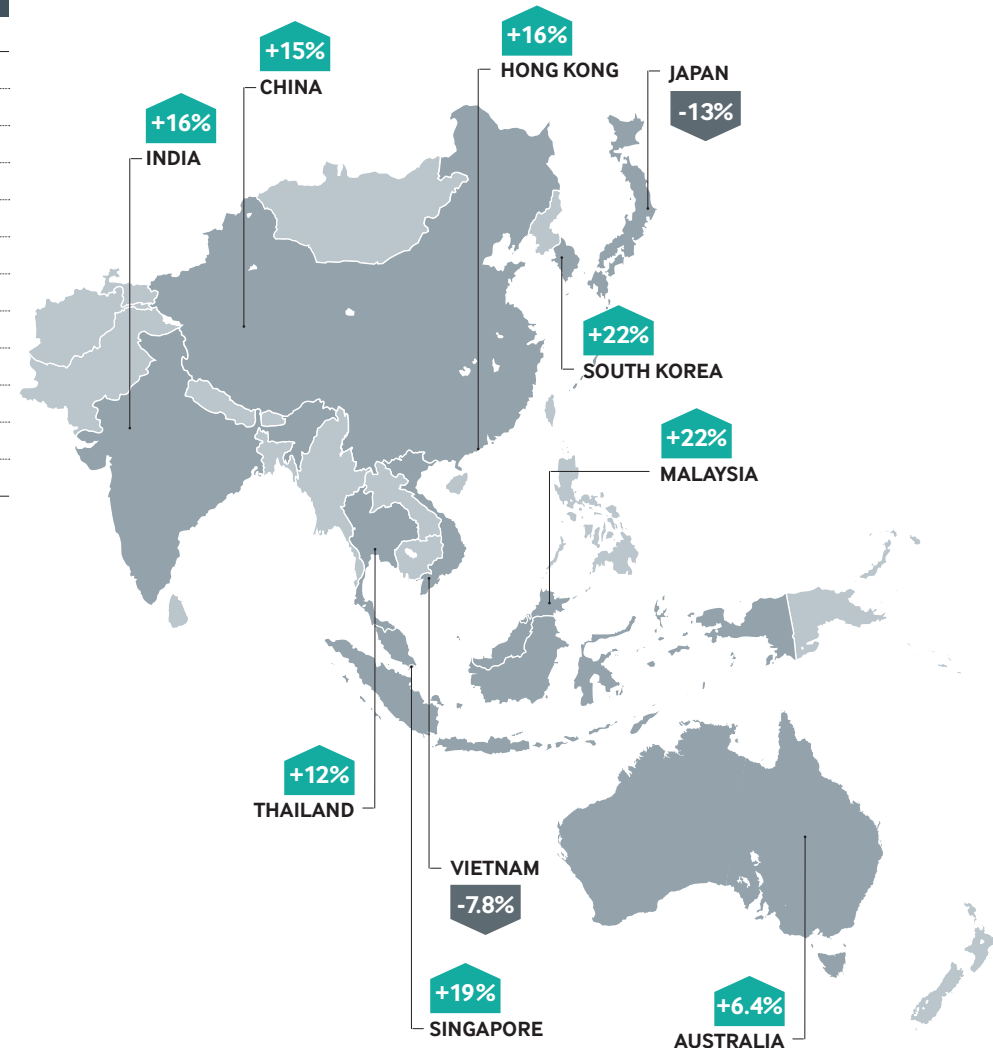 +16%
HONG KONG
+15%
CHINA
JAPAN
-13%
+16%
INDIA
+22%
SOUTH KOREA
+22%
MALAYSIA
+12%
THAILAND
VIETNAM
-7.8%
+19%
SINGAPORE
+6.4%
AUSTRALIA